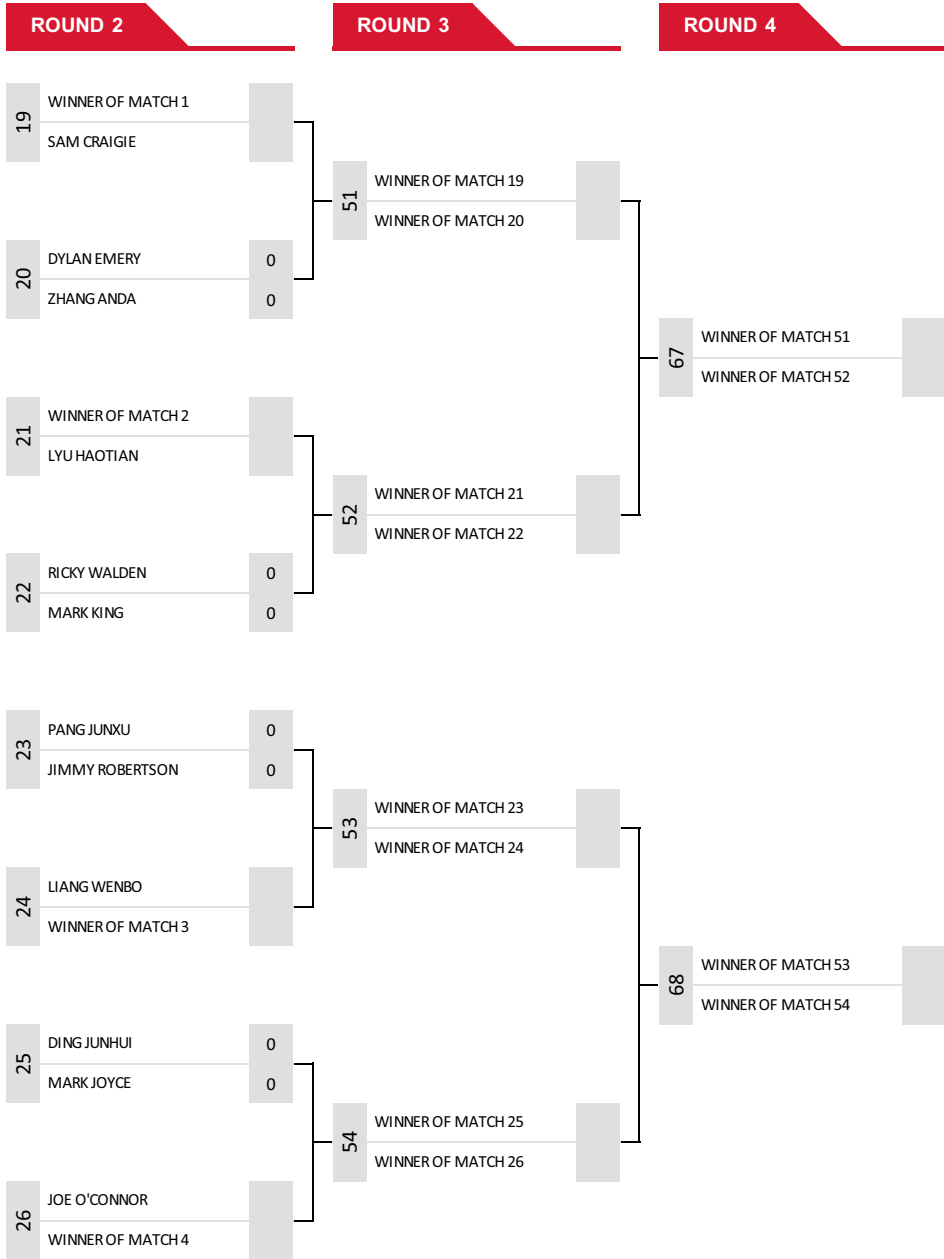 ROUND 2
ROUND 3
ROUND 4
19
WINNER OF MATCH 1
SAM CRAIGIE
20
DYLAN EMERY 0
ZHANG ANDA 0
21
WINNER OF MATCH 2
LYU HAOTIAN
22
RICKY WALDEN 0
MARK KING 0
23
PANG JUNXU 0
JIMMY ROBERTSON 0
24
LIANG WENBO
WINNER OF MATCH 3
25
DING JUNHUI 0
MARK JOYCE 0
26
JOE O'CONNOR
WINNER OF MATCH 4
51
WINNER OF MATCH 19
WINNER OF MATCH 20
52
WINNER OF MATCH 21
WINNER OF MATCH 22
53
WINNER OF MATCH 23
WINNER OF MATCH 24
54
WINNER OF MATCH 25
WINNER OF MATCH 26
67
WINNER OF MATCH 51
WINNER OF MATCH 52
68
WINNER OF MATCH 53
WINNER OF MATCH 54